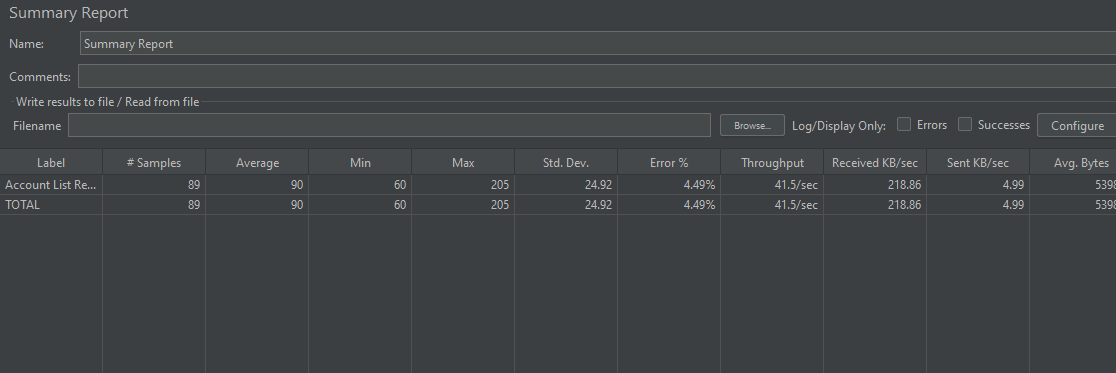 Summary Report
Name: Summary Report
Comments:
Write results to file / Read from file
Filename Browse... Log/Display Only: Errors Successes Configure
Label # Samples Average Min Max Std. Dev. Error % Throughput Received KB/sec Sent KB/sec Avg. Bytes
Account List Re... 89 90 60 205 24.92 4.49% 41.5/sec 218.86 4.99 5398
TOTAL 89 90 60 205 24.92 4.49% 41.5/sec 218.86 4.99 5398